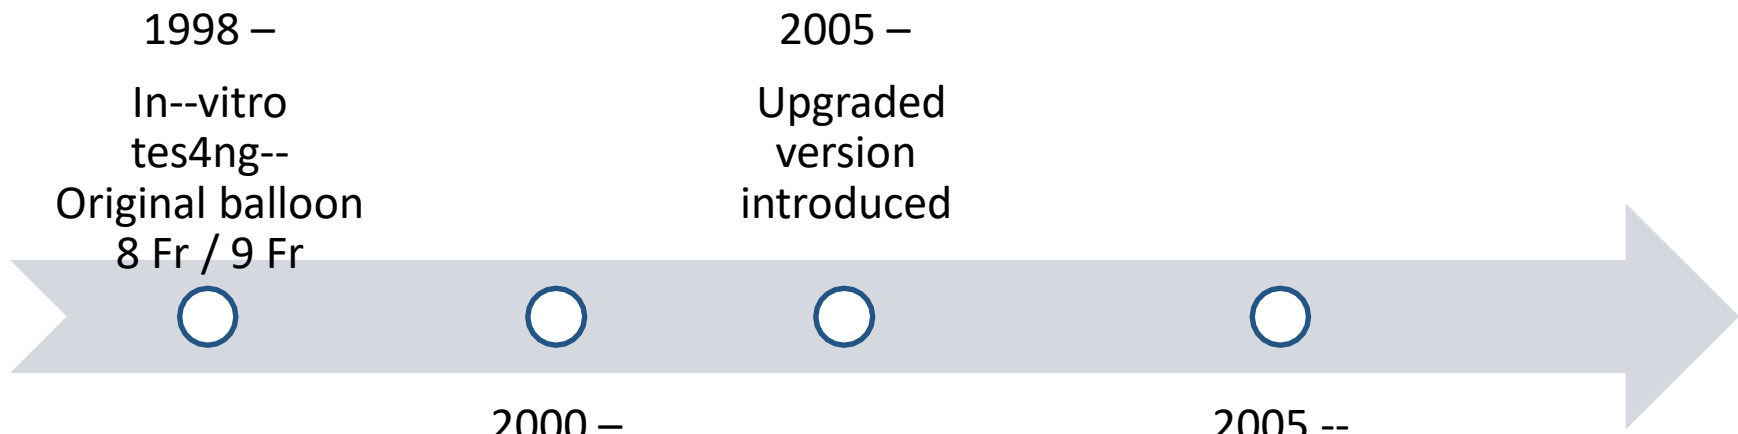 1998 –
In--vitro
tes4ng--
Original balloon
8 Fr / 9 Fr
2000 –
2005 –
Upgraded
version
introduced
2005 --